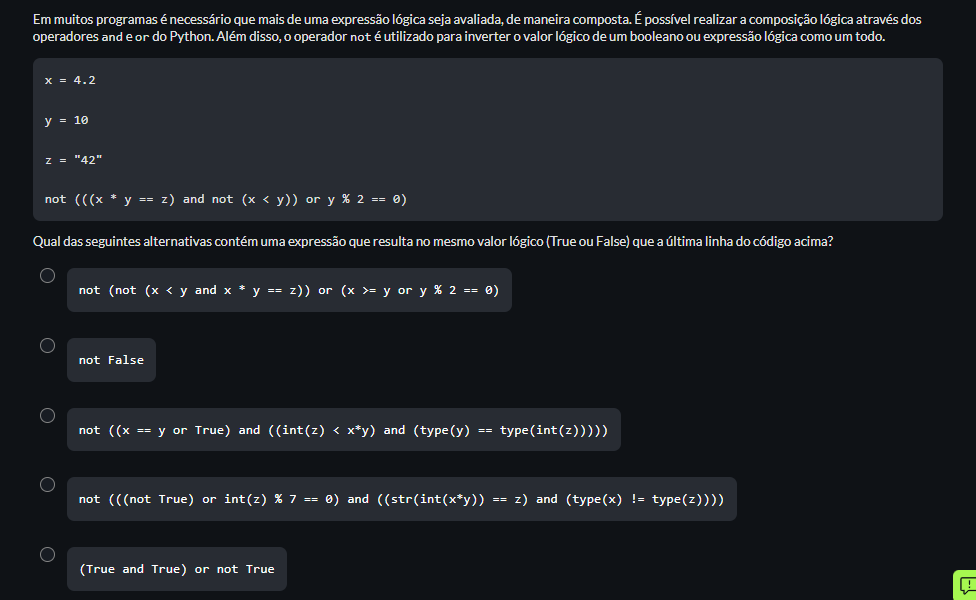 Em muitos programas é necessário que mais de uma expressão lógica seja avaliada, de maneira composta. É possível realizar a composição lógica através dos
operadores and e or do Python. Além disso, o operador not é utilizado para inverter o valor lógico de um booleano ou expressão lógica como um todo.
x = 4.2
y = 10
z = "42"
not (((x * y == z) and not (x < y)) or y % 2 == 0)
Qual das seguintes alternativas contém uma expressão que resulta no mesmo valor lógico (True ou False) que a última linha do código acima?
not (not (x < y and x * y == z)) or (x >= y or y % 2 == 0)
not False
not ((x == y or True) and ((int(z) < x*y) and (type(y) == type(int(z)))))
not (((not True) or int(z) % 7 == 0) and ((str(int(x*y)) == z) and (type(x) != type(z))))
(True and True) or not True